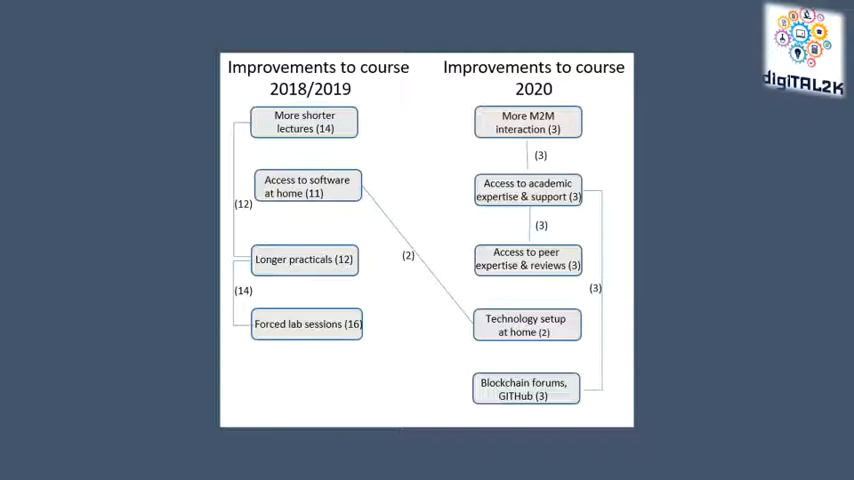 Improvements to course
2018/2019
More shorter
lectures (14)
Access to software
at home (11)
(12)
Longer practicals (12)
(14)
Forced lab sessions (16)
(2)
Improvements to course
2020
More M2M
interaction (3)
(3)
Access to academic
expertise & support (3)
(3)
Access to peer
expertise & reviews (3)
(3)
Technology setup
at home (2)
Blockchain forums,
GITHub (3)
digiTAL2K